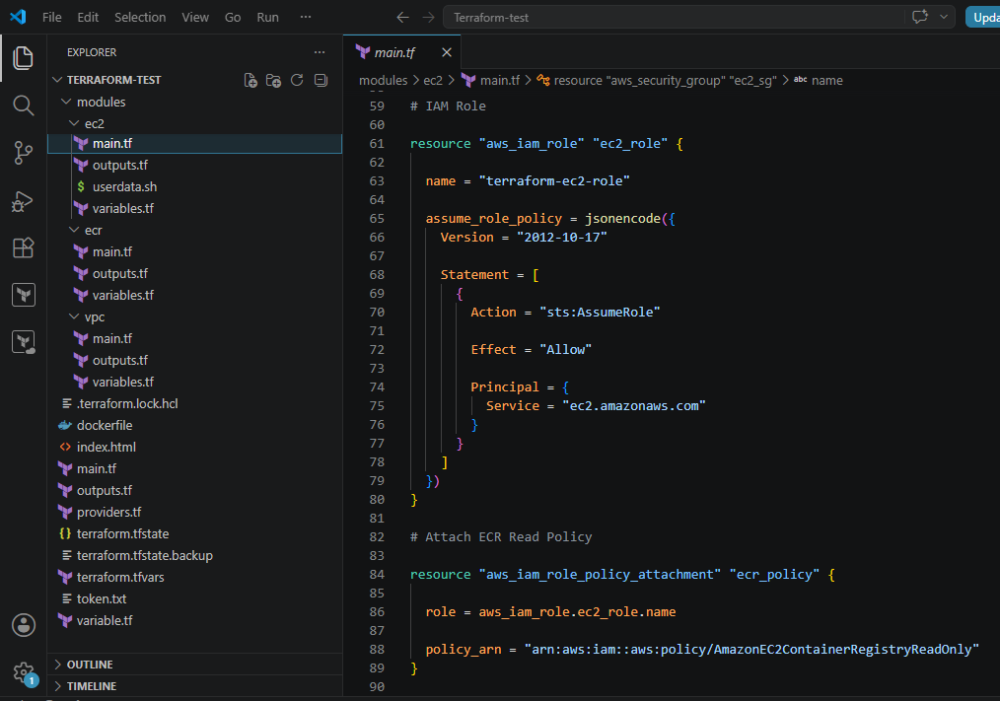 File Edit Selection View Go Run ··· Terraform-test Upda
EXPLORER ···
TERRAFORM-TEST
modules
ec2
main.tf
outputs.tf
$ userdata.sh
variables.tf
ecr
main.tf
outputs.tf
variables.tf
vpc
main.tf
outputs.tf
variables.tf
.terraform.lock.hcl
dockerfile
<> index.html
main.tf
outputs.tf
providers.tf
{} terraform.tfstate
terraform.tfstate.backup
terraform.tfvars
token.txt
variable.tf
OUTLINE
TIMELINE
1
main.tf
modules > ec2 > main.tf > resource "aws_security_group" "ec2_sg" > abc name
59 # IAM Role
60
61 resource "aws_iam_role" "ec2_role" {
62
63 name = "terraform-ec2-role"
64
65 assume_role_policy = jsonencode({
66 Version = "2012-10-17"
67
68 Statement = [
69 {
70 Action = "sts:AssumeRole"
71
72 Effect = "Allow"
73
74 Principal = {
75 Service = "ec2.amazonaws.com"
76 }
77 }
78 ]
79 })
80 }
81
82 # Attach ECR Read Policy
83
84 resource "aws_iam_role_policy_attachment" "ecr_policy" {
85
86 role = aws_iam_role.ec2_role.name
87
88 policy_arn = "arn:aws:iam::aws:policy/AmazonEC2ContainerRegistryReadOnly"
89 }
90